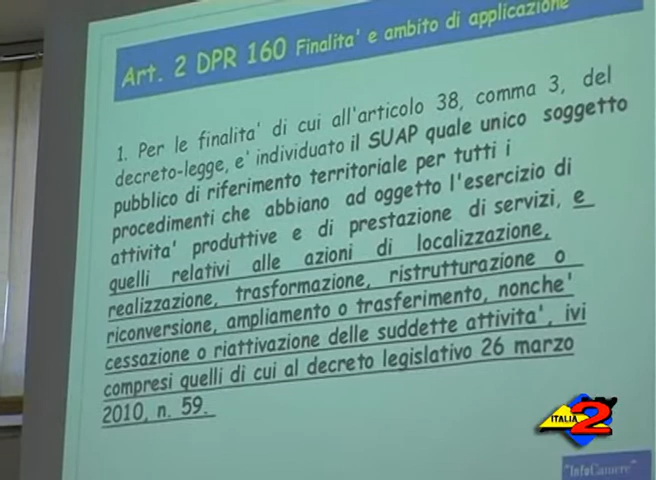 Art. 2 DPR 160 Finalita' e ambito di applicazione
1. Per le finalita' di cui all'articolo 38, comma 3, del
decreto-legge, e' individuato il SUAP quale unico soggetto
pubblico di riferimento territoriale per tutti i
procedimenti che abbiano ad oggetto l'esercizio di
attivita' produttive e di prestazione di servizi, e
quelli relativi alle azioni di localizzazione,
realizzazione, trasformazione, ristrutturazione o
riconversione, ampliamento o trasferimento, nonche'
cessazione o riattivazione delle suddette attivita', ivi
compresi quelli di cui al decreto legislativo 26 marzo
2010, n. 59.
ITALIA 2
"InfoCamere"